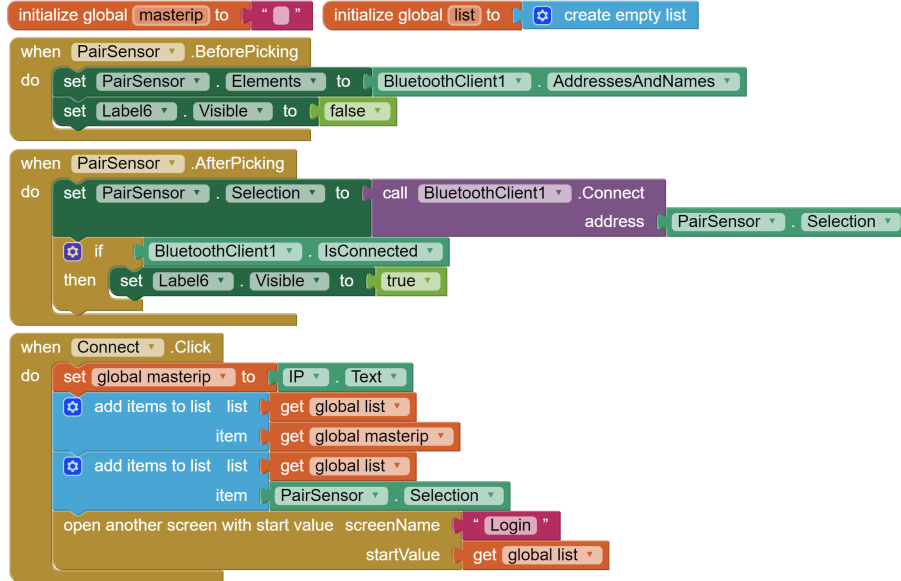 initialize global masterip to “ ” initialize global list to create empty list
when PairSensor .BeforePicking
do set PairSensor . Elements to BluetoothClient1 . AddressesAndNames
set Label6 . Visible to false
when PairSensor .AfterPicking
do set PairSensor . Selection to call BluetoothClient1 .Connect
address PairSensor . Selection
if BluetoothClient1 . IsConnected
then set Label6 . Visible to true
when Connect .Click
do set global masterip to IP . Text
add items to list list get global list
item get global masterip
add items to list list get global list
item PairSensor . Selection
open another screen with start value screenName “ Login ”
startValue get global list